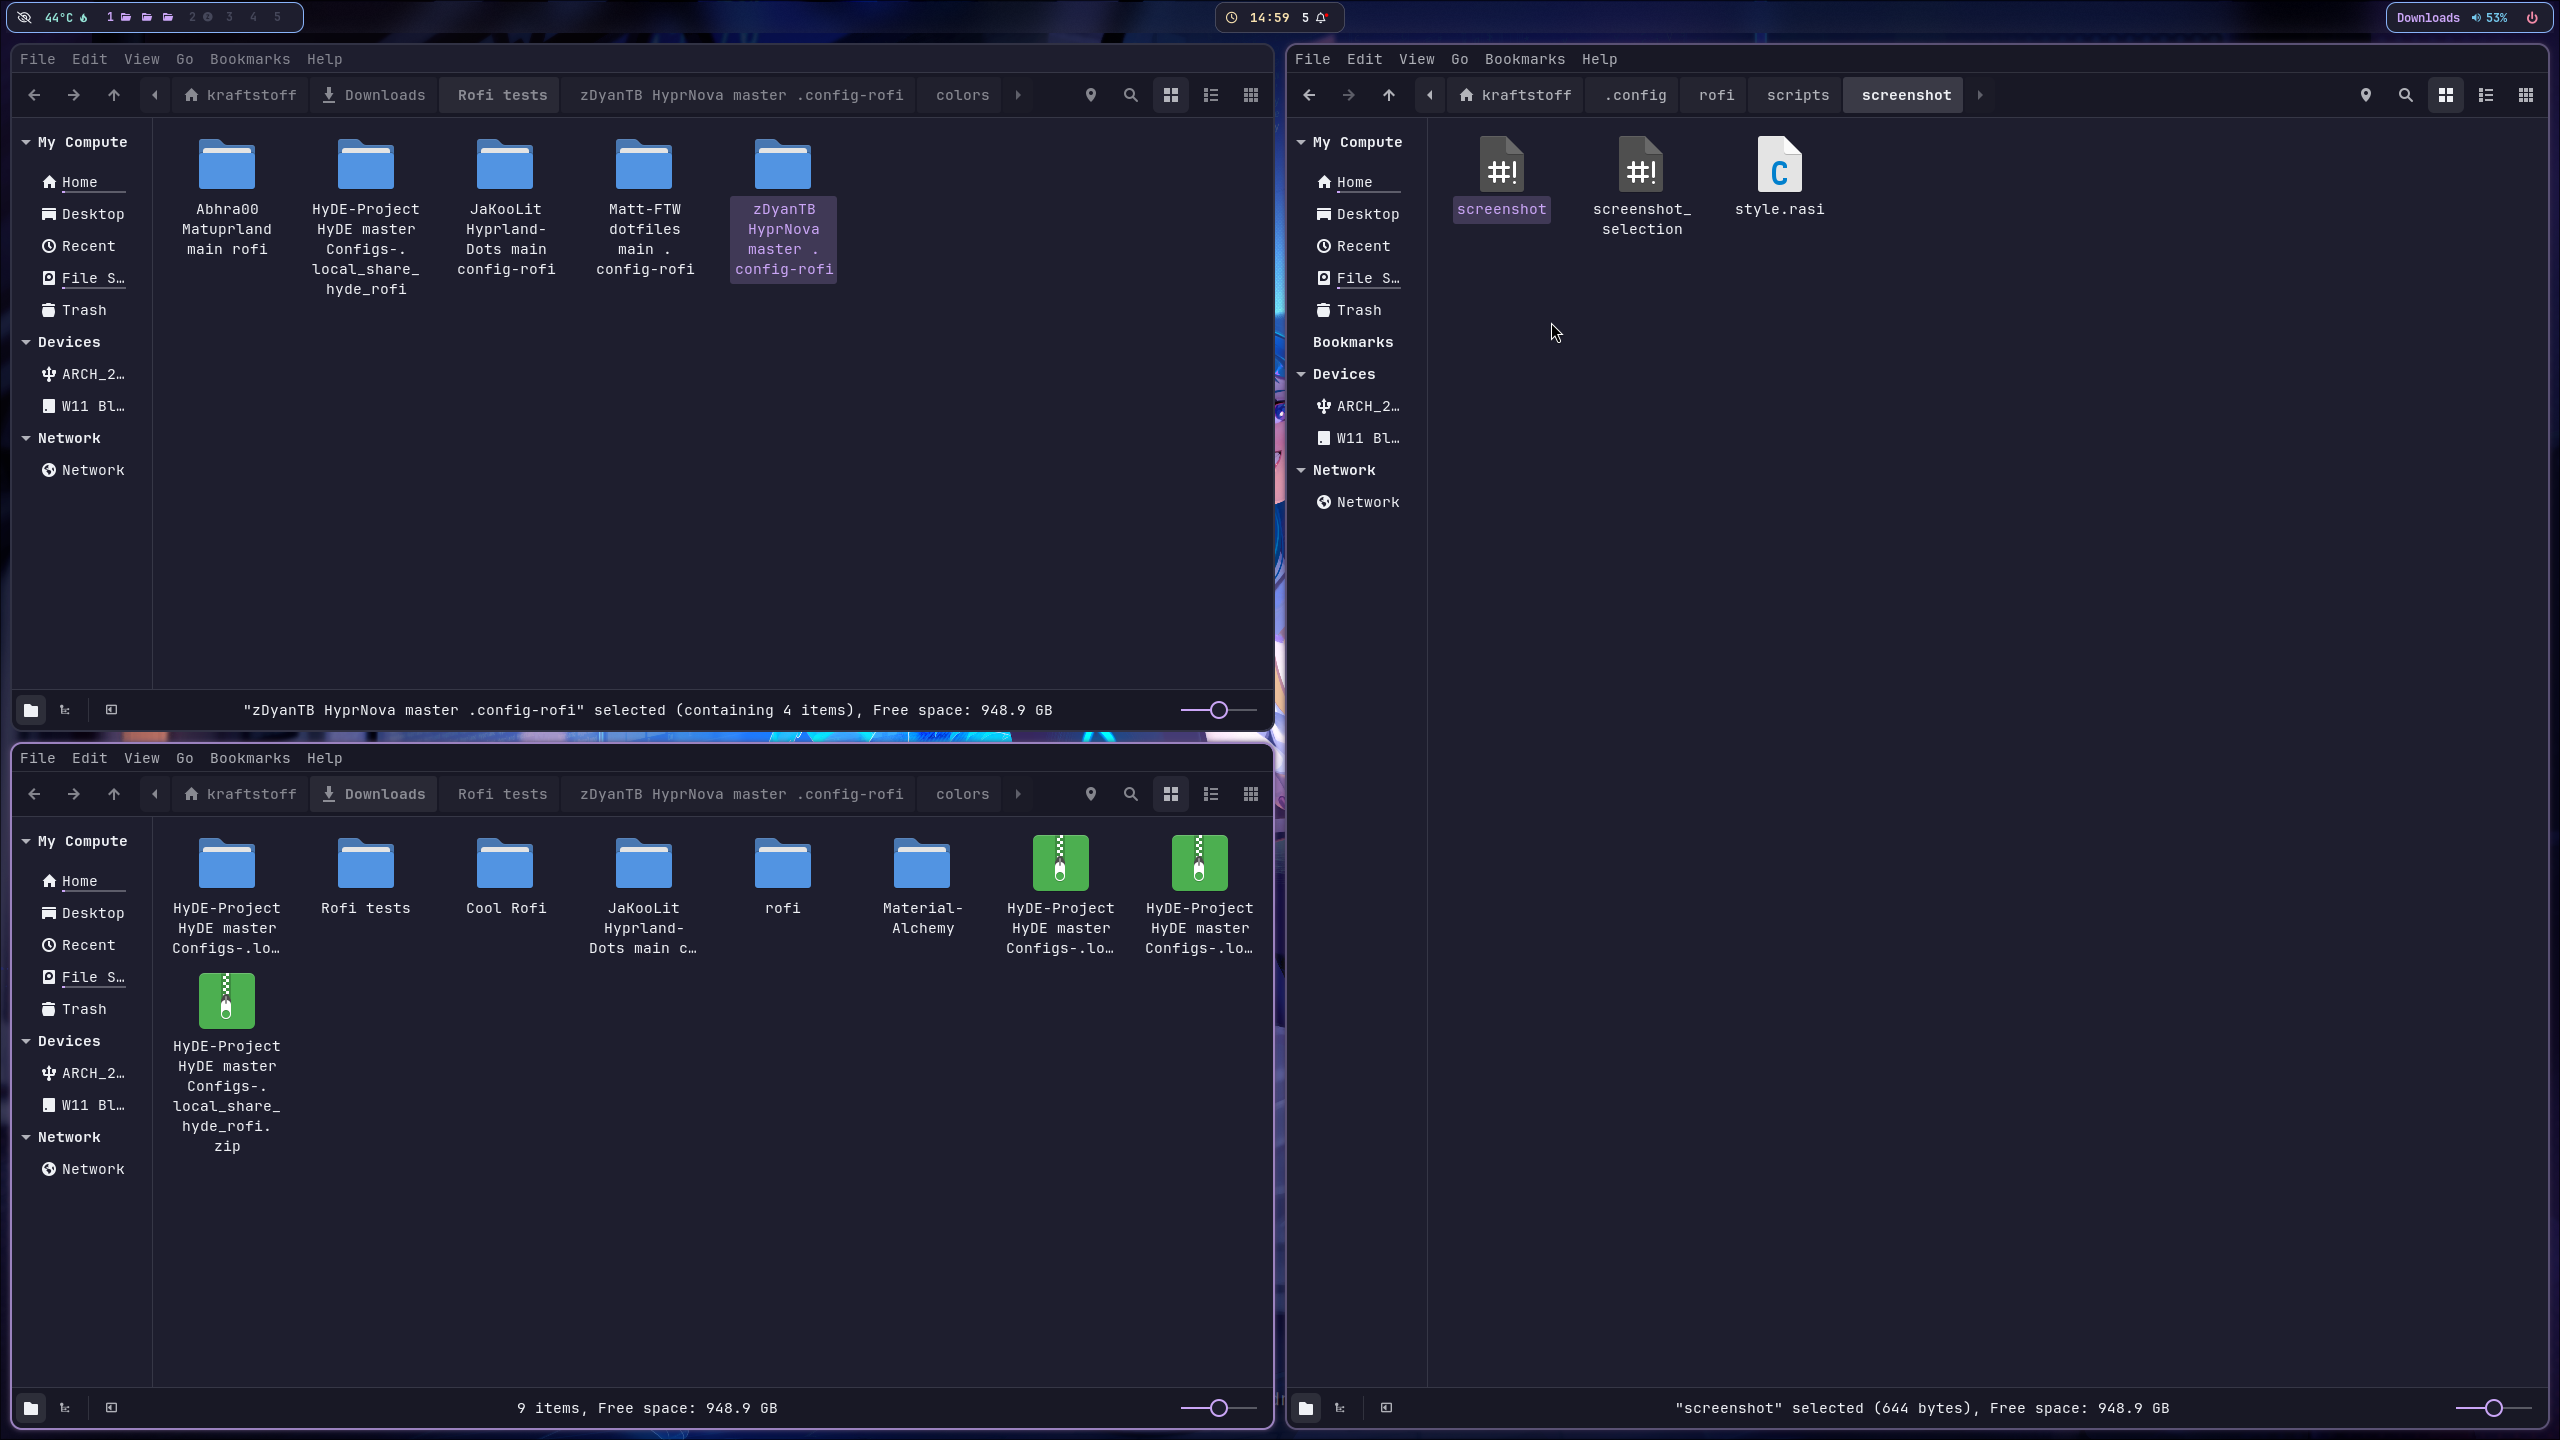 44°C 1 2 3 4 5
14:59 5
Downloads 53%
File Edit View Go Bookmarks Help
kraftstoff Downloads Rofi tests zDyanTB HyprNova master .config-rofi colors
My Compute
Home
Desktop
Recent
File S…
Trash
Devices
ARCH_2…
W11 Bl…
Network
Network
Abhra00
Matuprland
main rofi
HyDE-Project
HyDE master
Configs-.
local_share_
hyde_rofi
JaKooLit
Hyprland-
Dots main
config-rofi
Matt-FTW
dotfiles
main .
config-rofi
zDyanTB
HyprNova
master .
config-rofi
"zDyanTB HyprNova master .config-rofi" selected (containing 4 items), Free space: 948.9 GB
File Edit View Go Bookmarks Help
kraftstoff Downloads Rofi tests zDyanTB HyprNova master .config-rofi colors
My Compute
Home
Desktop
Recent
File S…
Trash
Devices
ARCH_2…
W11 Bl…
Network
Network
HyDE-Project
HyDE master
Configs-.lo…
Rofi tests
Cool Rofi
JaKooLit
Hyprland-
Dots main c…
rofi
Material-
Alchemy
HyDE-Project
HyDE master
Configs-.lo…
HyDE-Project
HyDE master
Configs-.lo…
HyDE-Project
HyDE master
Configs-.
local_share_
hyde_rofi.
zip
9 items, Free space: 948.9 GB
File Edit View Go Bookmarks Help
kraftstoff .config rofi scripts screenshot
My Compute
Home
Desktop
Recent
File S…
Trash
Bookmarks
Devices
ARCH_2…
W11 Bl…
Network
Network
#!
screenshot
#!
screenshot_
selection
C
style.rasi
"screenshot" selected (644 bytes), Free space: 948.9 GB